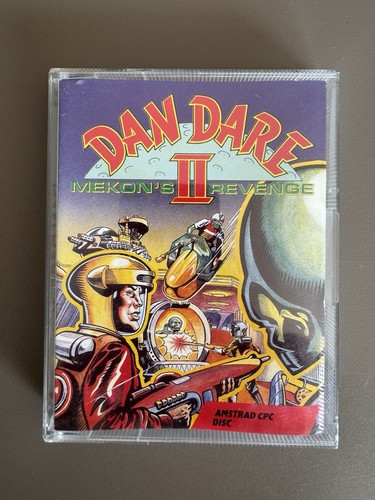 DAN DARE
II
MEKON'S REVENGE
AMSTRAD CPC
DISC